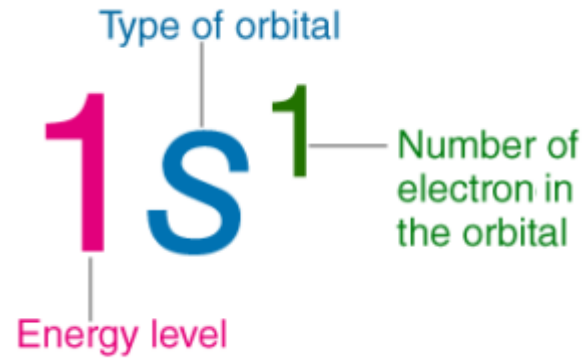 Type of orbital
1s¹
Number of
electron in
the orbital
Energy level